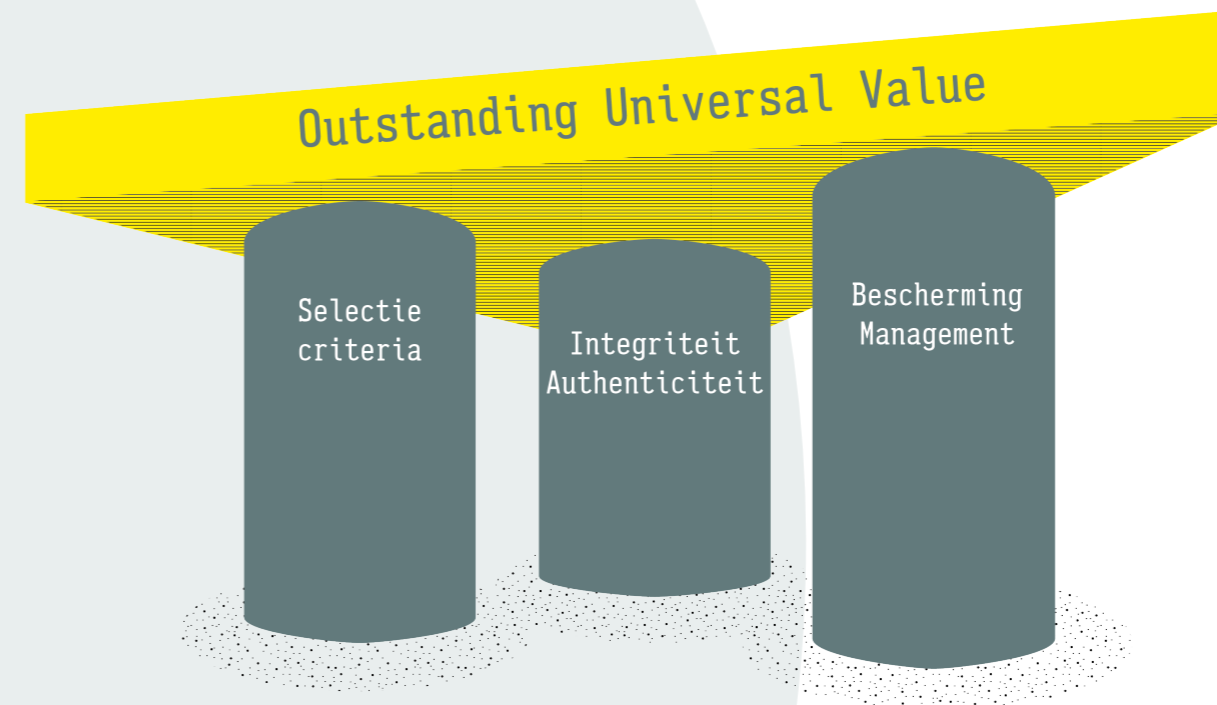 Outstanding Universal Value
Selectie
criteria
Integriteit
Authenticiteit
Bescherming
Management